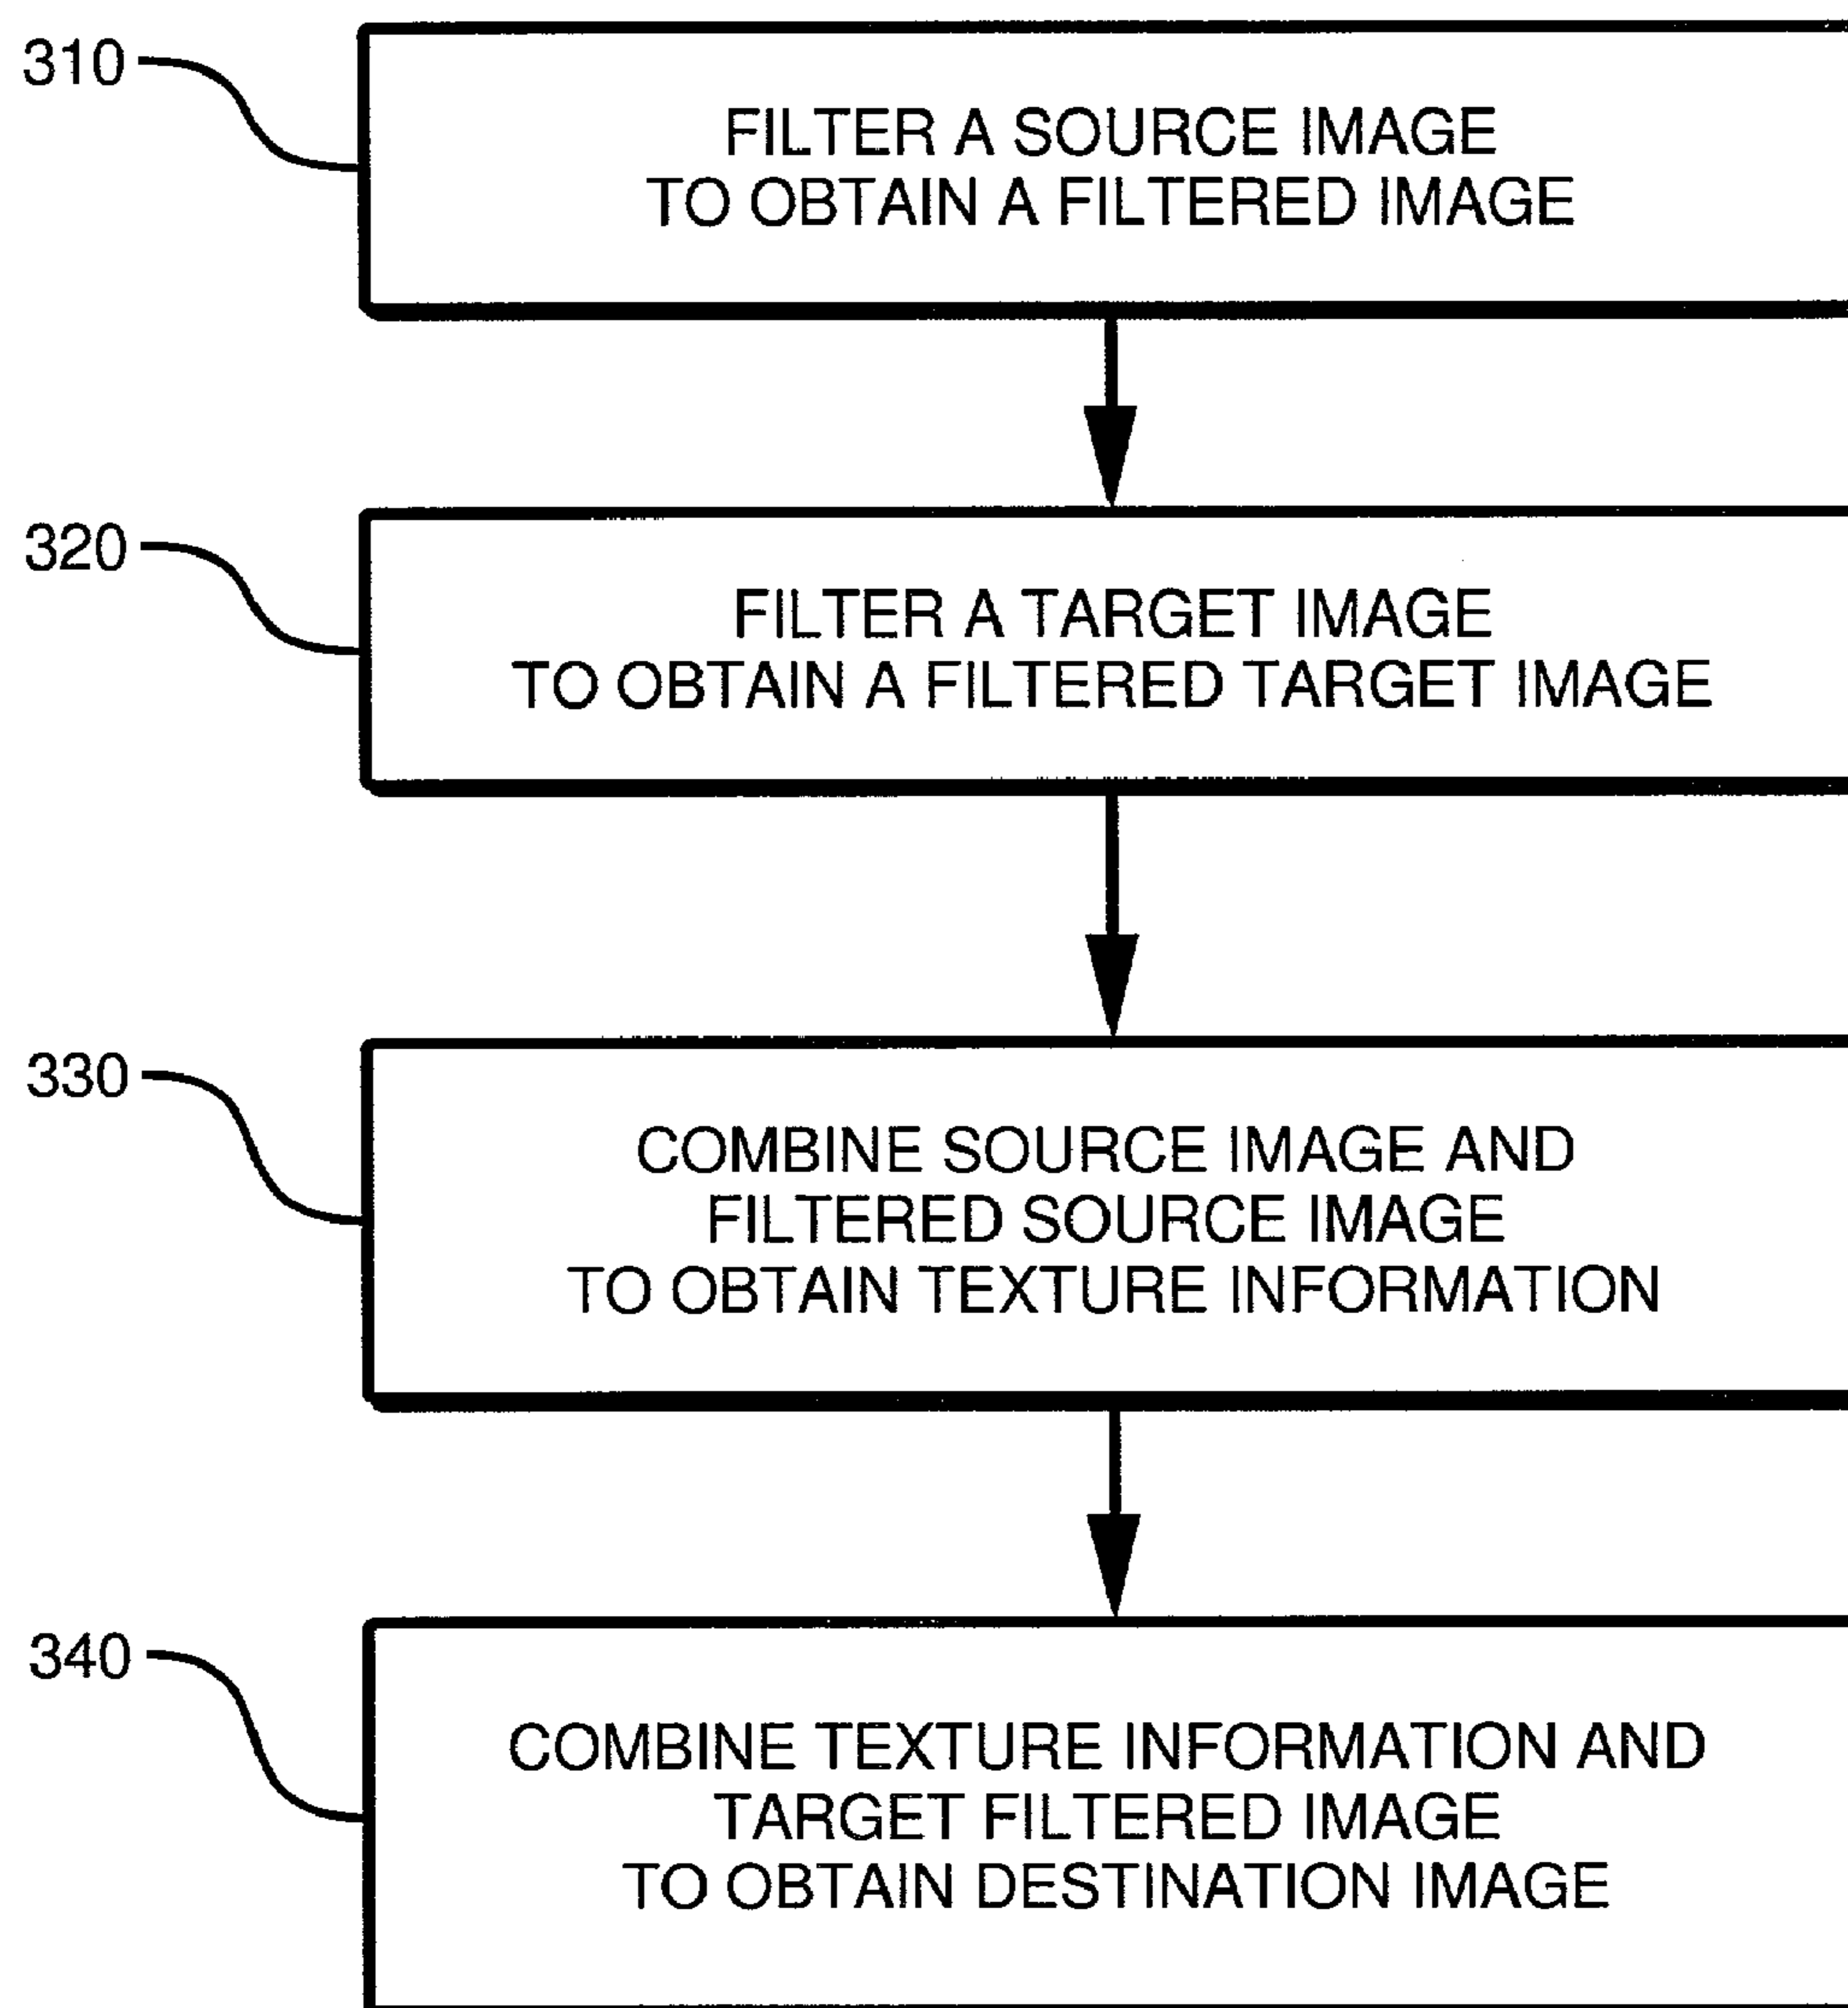 310
FILTER A SOURCE IMAGE
TO OBTAIN A FILTERED IMAGE
320
FILTER A TARGET IMAGE
TO OBTAIN A FILTERED TARGET IMAGE
330
COMBINE SOURCE IMAGE AND
FILTERED SOURCE IMAGE
TO OBTAIN TEXTURE INFORMATION
340
COMBINE TEXTURE INFORMATION AND
TARGET FILTERED IMAGE
TO OBTAIN DESTINATION IMAGE